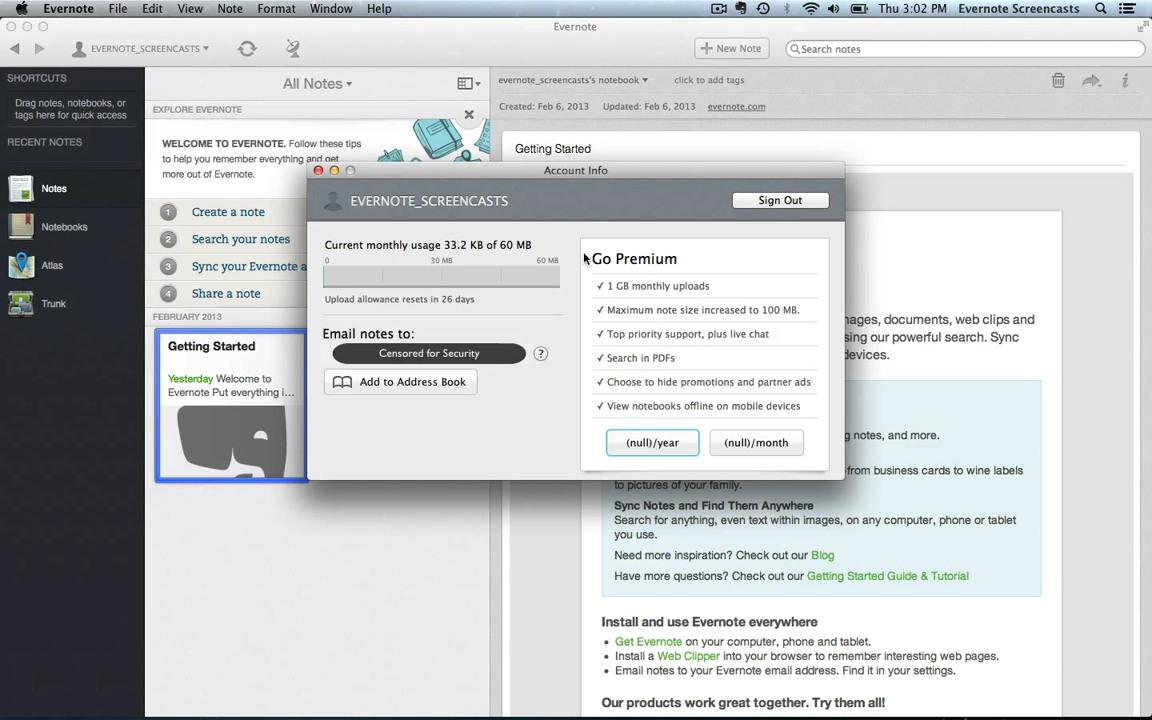 Evernote File Edit View Note Format Window Help Thu 3:02 PM Evernote Screencasts
Evernote
EVERNOTE_SCREENCASTS
+ New Note
Search notes
SHORTCUTS
Drag notes, notebooks, or
tags here for quick access
RECENT NOTES
Notes
Notebooks
Atlas
Trunk
All Notes
EXPLORE EVERNOTE
WELCOME TO EVERNOTE. Follow these tips
to help you remember everything and get
more out of Evernote.
1 Create a note
2 Search your notes
3 Sync your Evernote a
4 Share a note
FEBRUARY 2013
Getting Started
Yesterday Welcome to
Evernote Put everything i...
evernote_screencasts's notebook click to add tags
Created: Feb 6, 2013 Updated: Feb 6, 2013 evernote.com
Getting Started
Account Info
EVERNOTE_SCREENCASTS
Sign Out
Current monthly usage 33.2 KB of 60 MB
0 30 MB 60 MB
Upload allowance resets in 26 days
Email notes to:
Censored for Security
?
Add to Address Book
Go Premium
✓ 1 GB monthly uploads
✓ Maximum note size increased to 100 MB.
✓ Top priority support, plus live chat
✓ Search in PDFs
✓ Choose to hide promotions and partner ads
✓ View notebooks offline on mobile devices
(null)/year (null)/month
ages, documents, web clips and
sing our powerful search. Sync
devices.
g notes, and more.
-from business cards to wine labels
to pictures of your family.
Sync Notes and Find Them Anywhere
Search for anything, even text within images, on any computer, phone or tablet
you use.
Need more inspiration? Check out our Blog
Have more questions? Check out our Getting Started Guide & Tutorial
Install and use Evernote everywhere
• Get Evernote on your computer, phone and tablet.
• Install a Web Clipper into your browser to remember interesting web pages.
• Email notes to your Evernote email address. Find it in your settings.
Our products work great together. Try them all!